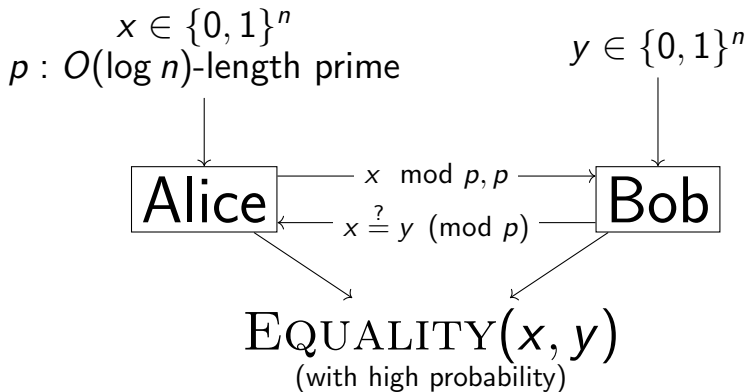 x ∈ {0, 1}ⁿ
p : O(log n)-length prime
y ∈ {0, 1}ⁿ
Alice
x mod p, p
Bob
x ≟ y (mod p)
EQUALITY(x, y)
(with high probability)